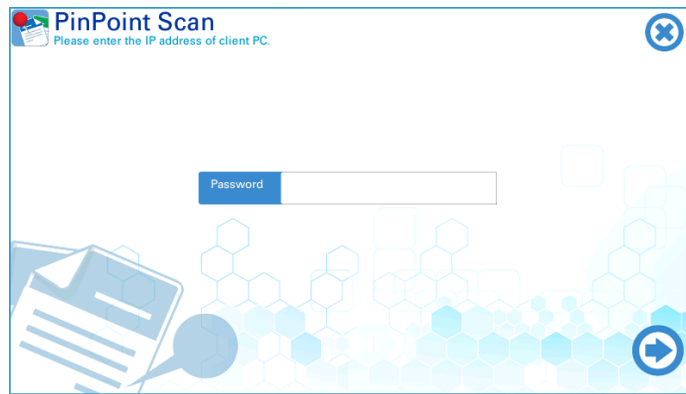 PinPoint Scan
Please enter the IP address of client PC.
Password